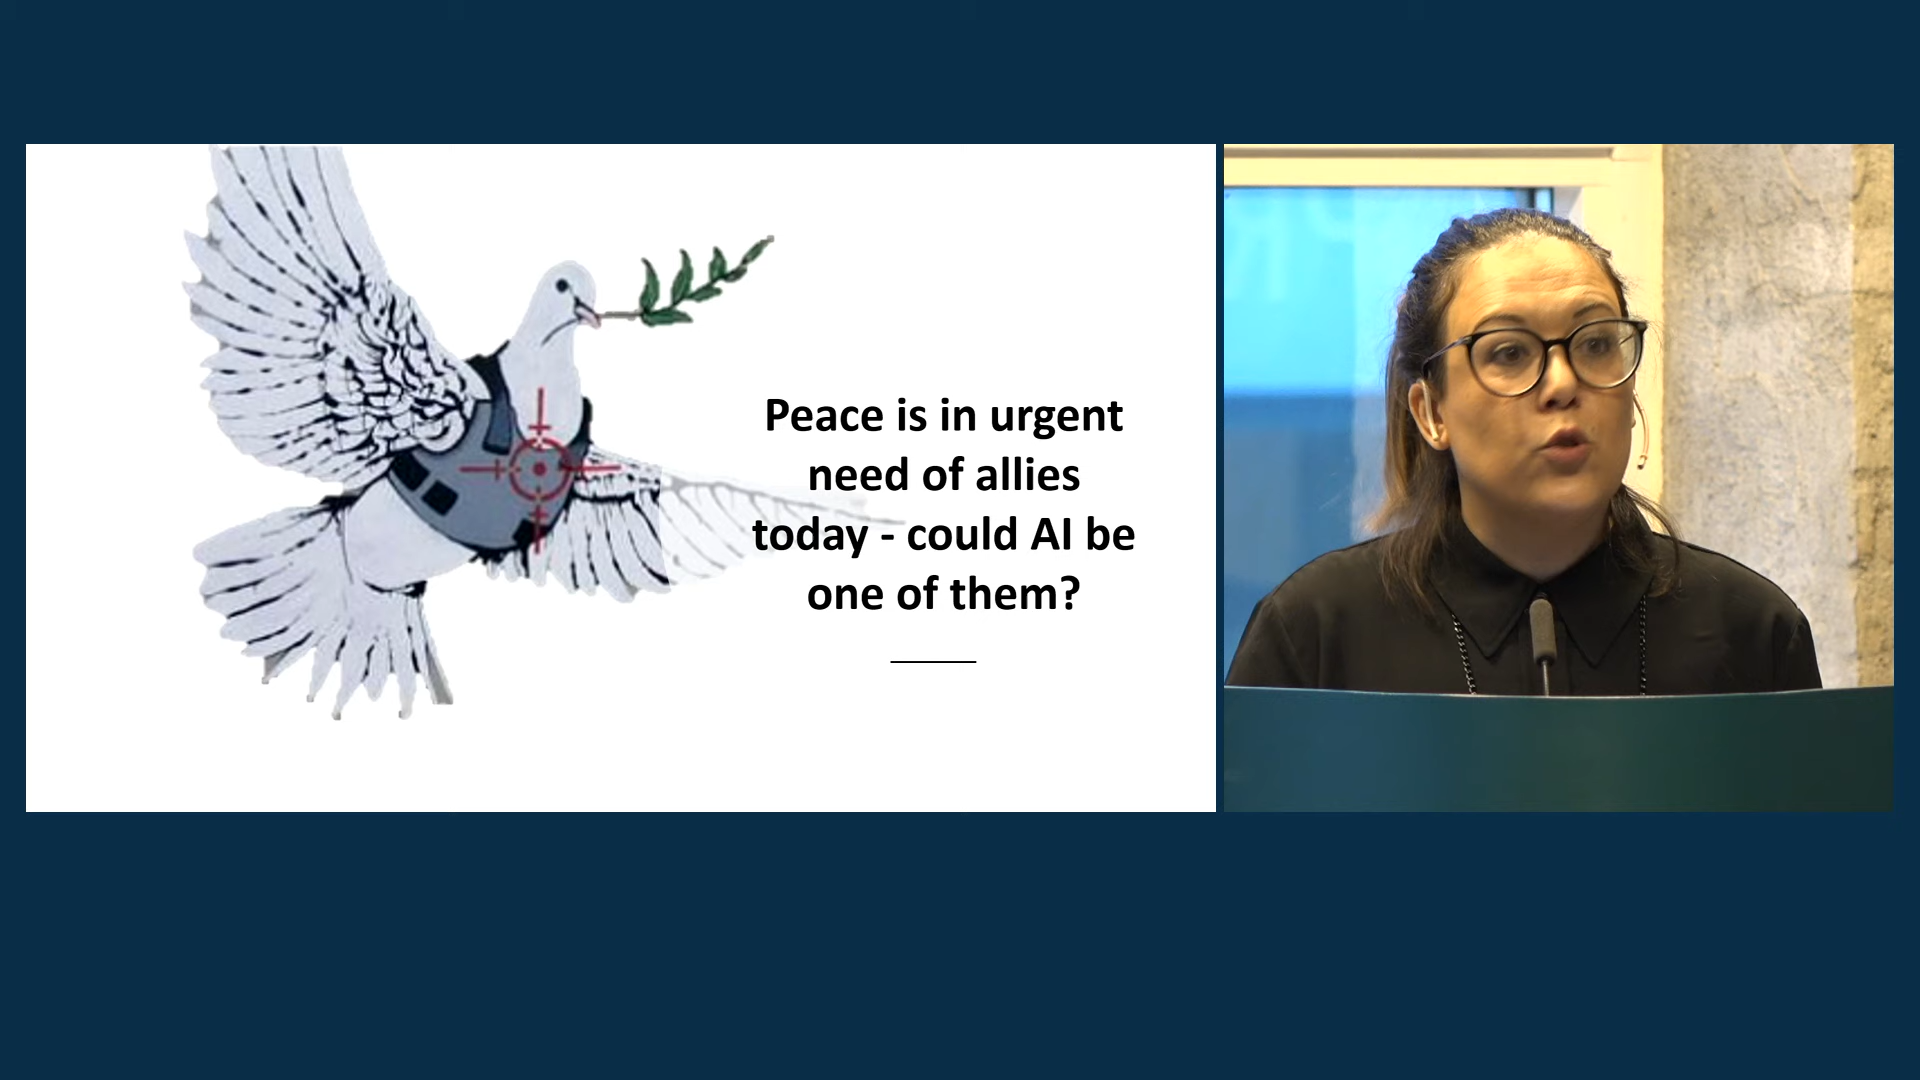 Peace is in urgent
need of allies
today - could AI be
one of them?